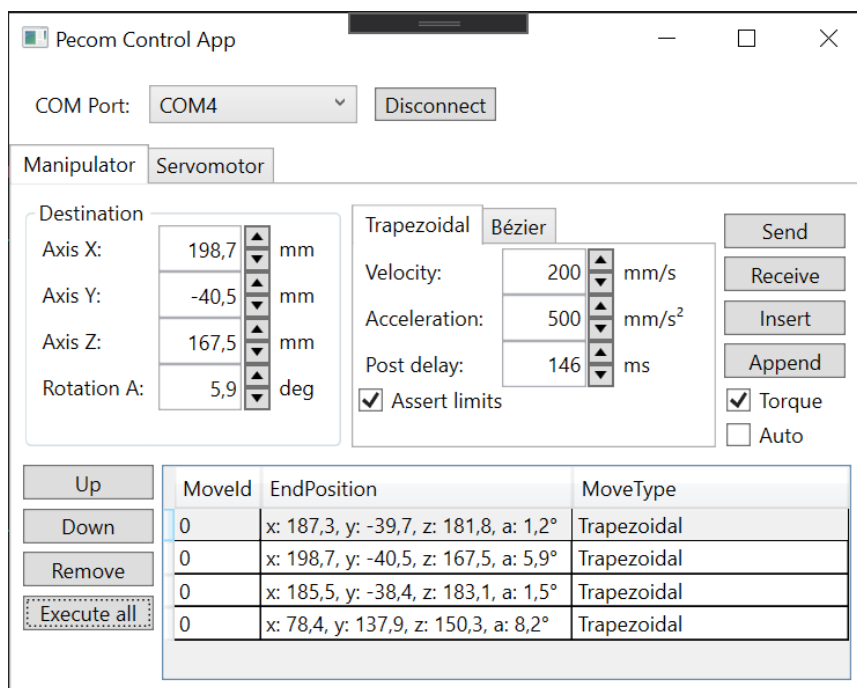 Pecom Control App
COM Port: COM4 Disconnect
Manipulator Servomotor
Destination
Axis X: 198,7 mm
Axis Y: -40,5 mm
Axis Z: 167,5 mm
Rotation A: 5,9 deg
Trapezoidal Bézier
Velocity: 200 mm/s
Acceleration: 500 mm/s²
Post delay: 146 ms
Assert limits
Send
Receive
Insert
Append
Torque
Auto
Up
Down
Remove
Execute all
MoveId EndPosition MoveType
0 x: 187,3, y: -39,7, z: 181,8, a: 1,2° Trapezoidal
0 x: 198,7, y: -40,5, z: 167,5, a: 5,9° Trapezoidal
0 x: 185,5, y: -38,4, z: 183,1, a: 1,5° Trapezoidal
0 x: 78,4, y: 137,9, z: 150,3, a: 8,2° Trapezoidal